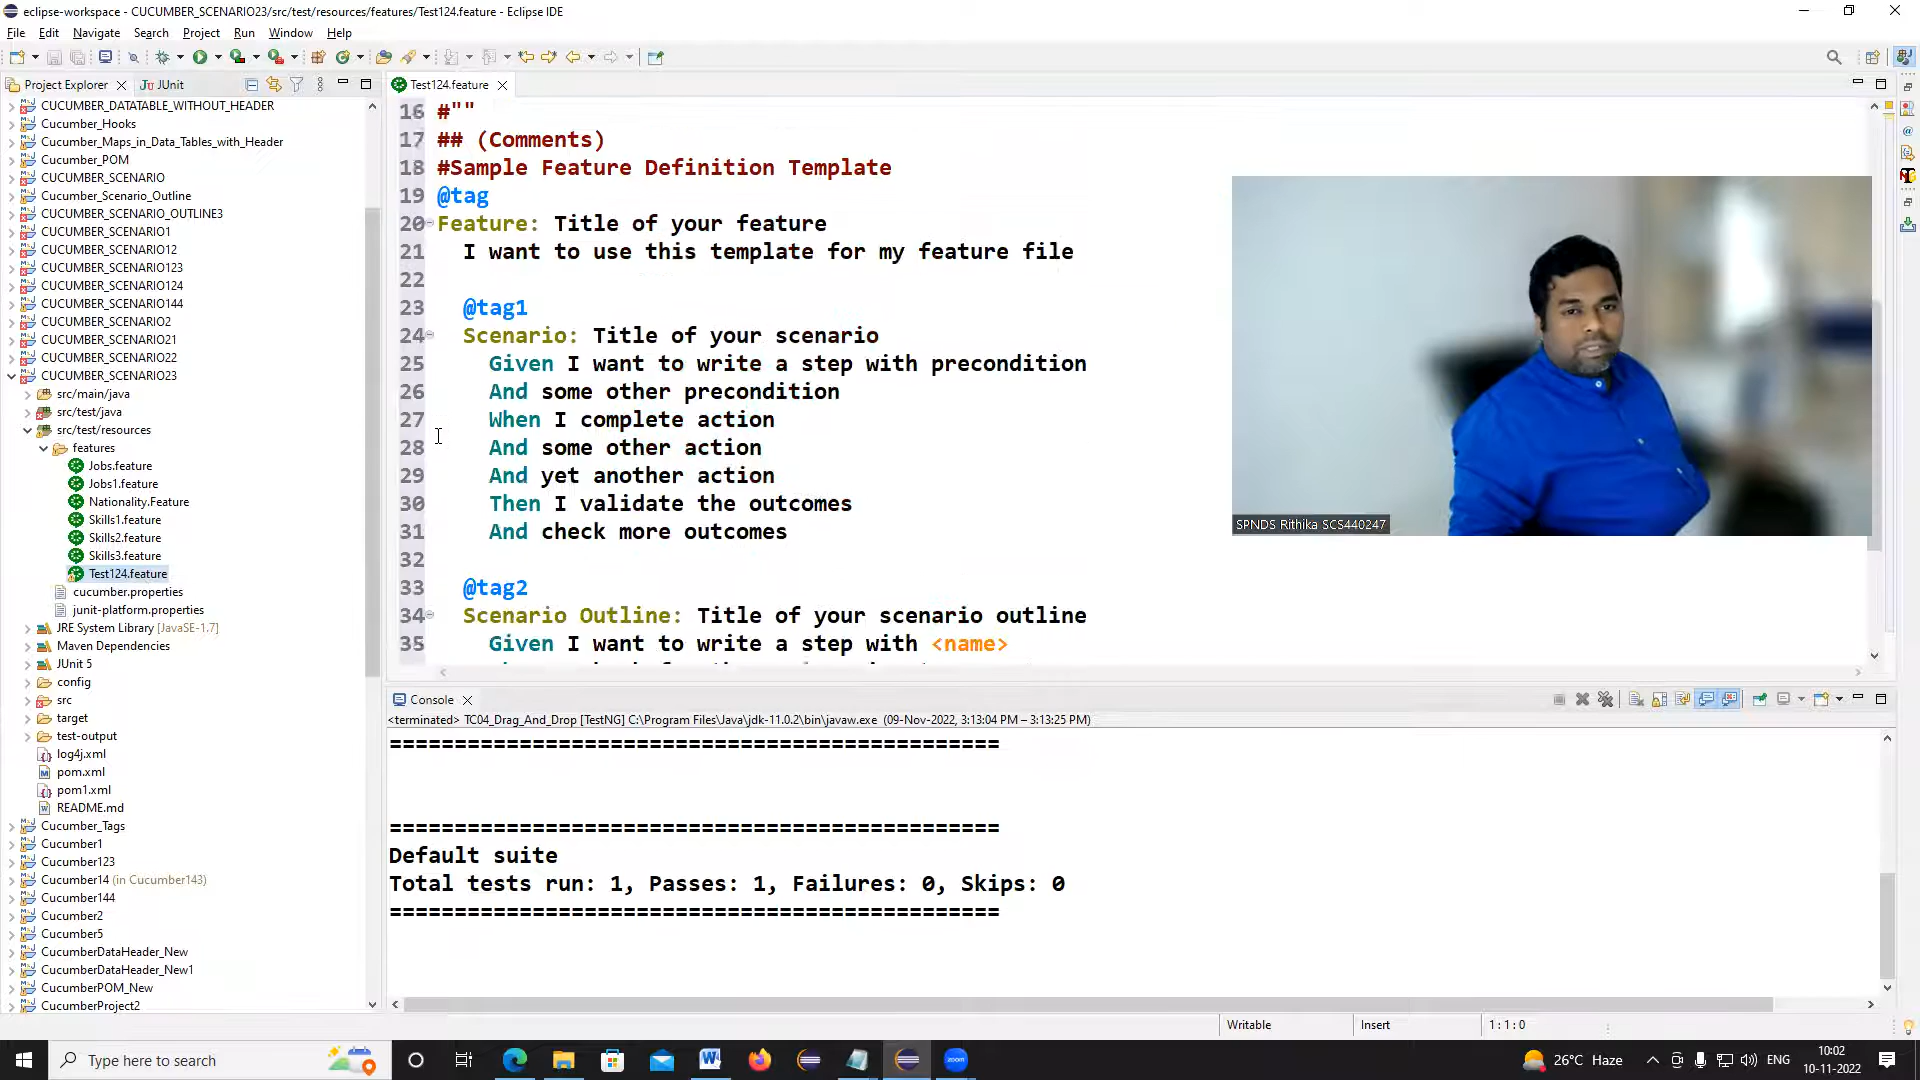 eclipse-workspace - CUCUMBER_SCENARIO23/src/test/resources/features/Test124.feature - Eclipse IDE
File Edit Navigate Search Project Run Window Help
Project Explorer JUnit
CUCUMBER_DATATABLE_WITHOUT_HEADER
Cucumber_Hooks
Cucumber_Maps_in_Data_Tables_with_Header
Cucumber_POM
CUCUMBER_SCENARIO
Cucumber_Scenario_Outline
CUCUMBER_SCENARIO_OUTLINE3
CUCUMBER_SCENARIO1
CUCUMBER_SCENARIO12
CUCUMBER_SCENARIO123
CUCUMBER_SCENARIO124
CUCUMBER_SCENARIO144
CUCUMBER_SCENARIO2
CUCUMBER_SCENARIO21
CUCUMBER_SCENARIO22
CUCUMBER_SCENARIO23
src/main/java
src/test/java
src/test/resources
features
Jobs.feature
Jobs1.feature
Nationality.Feature
Skills1.feature
Skills2.feature
Skills3.feature
Test124.feature
cucumber.properties
junit-platform.properties
JRE System Library [JavaSE-1.7]
Maven Dependencies
JUnit 5
config
src
target
test-output
log4j.xml
pom.xml
pom1.xml
README.md
Cucumber_Tags
Cucumber1
Cucumber123
Cucumber14 (in Cucumber143)
Cucumber144
Cucumber2
Cucumber5
CucumberDataHeader_New
CucumberDataHeader_New1
CucumberPOM_New
CucumberProject2
Test124.feature
16 #""
17 ## (Comments)
18 #Sample Feature Definition Template
19 @tag
20 Feature: Title of your feature
21 I want to use this template for my feature file
22
23 @tag1
24 Scenario: Title of your scenario
25 Given I want to write a step with precondition
26 And some other precondition
27 When I complete action
28 And some other action
29 And yet another action
30 Then I validate the outcomes
31 And check more outcomes
32
33 @tag2
34 Scenario Outline: Title of your scenario outline
35 Given I want to write a step with <name>
SPNDS Rithika SCS440247
Console
<terminated> TC04_Drag_And_Drop [TestNG] C:\Program Files\Java\jdk-11.0.2\bin\javaw.exe (09-Nov-2022, 3:13:04 PM – 3:13:25 PM)
===============================================
===============================================
Default suite
Total tests run: 1, Passes: 1, Failures: 0, Skips: 0
===============================================
Writable Insert 1 : 1 : 0
Type here to search
26°C Haze
ENG
10:02
10-11-2022